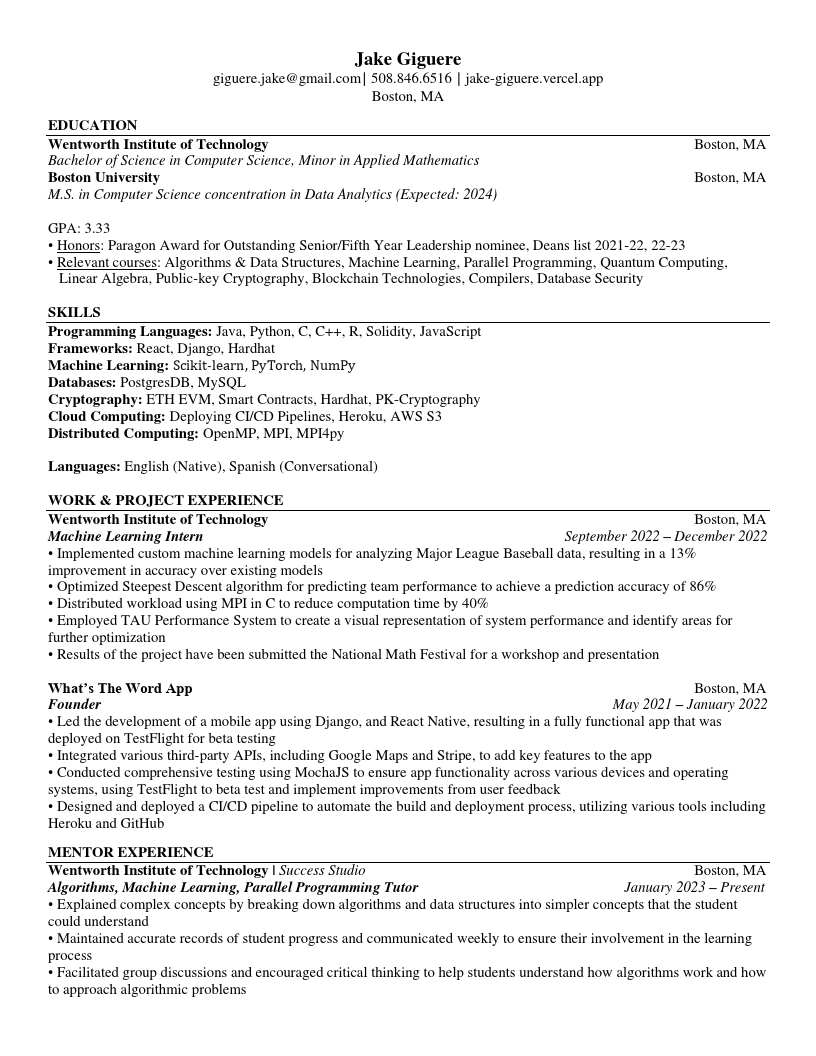 Jake Giguere
giguere.jake@gmail.com| 508.846.6516 | jake-giguere.vercel.app
Boston, MA
EDUCATION
Wentworth Institute of Technology Boston, MA
Bachelor of Science in Computer Science, Minor in Applied Mathematics
Boston University Boston, MA
M.S. in Computer Science concentration in Data Analytics (Expected: 2024)
GPA: 3.33
• Honors: Paragon Award for Outstanding Senior/Fifth Year Leadership nominee, Deans list 2021-22, 22-23
• Relevant courses: Algorithms & Data Structures, Machine Learning, Parallel Programming, Quantum Computing,
Linear Algebra, Public-key Cryptography, Blockchain Technologies, Compilers, Database Security
SKILLS
Programming Languages: Java, Python, C, C++, R, Solidity, JavaScript
Frameworks: React, Django, Hardhat
Machine Learning: Scikit-learn, PyTorch, NumPy
Databases: PostgresDB, MySQL
Cryptography: ETH EVM, Smart Contracts, Hardhat, PK-Cryptography
Cloud Computing: Deploying CI/CD Pipelines, Heroku, AWS S3
Distributed Computing: OpenMP, MPI, MPI4py
Languages: English (Native), Spanish (Conversational)
WORK & PROJECT EXPERIENCE
Wentworth Institute of Technology Boston, MA
Machine Learning Intern September 2022 – December 2022
• Implemented custom machine learning models for analyzing Major League Baseball data, resulting in a 13%
improvement in accuracy over existing models
• Optimized Steepest Descent algorithm for predicting team performance to achieve a prediction accuracy of 86%
• Distributed workload using MPI in C to reduce computation time by 40%
• Employed TAU Performance System to create a visual representation of system performance and identify areas for
further optimization
• Results of the project have been submitted the National Math Festival for a workshop and presentation
What's The Word App Boston, MA
Founder May 2021 – January 2022
• Led the development of a mobile app using Django, and React Native, resulting in a fully functional app that was
deployed on TestFlight for beta testing
• Integrated various third-party APIs, including Google Maps and Stripe, to add key features to the app
• Conducted comprehensive testing using MochaJS to ensure app functionality across various devices and operating
systems, using TestFlight to beta test and implement improvements from user feedback
• Designed and deployed a CI/CD pipeline to automate the build and deployment process, utilizing various tools including
Heroku and GitHub
MENTOR EXPERIENCE
Wentworth Institute of Technology | Success Studio Boston, MA
Algorithms, Machine Learning, Parallel Programming Tutor January 2023 – Present
• Explained complex concepts by breaking down algorithms and data structures into simpler concepts that the student
could understand
• Maintained accurate records of student progress and communicated weekly to ensure their involvement in the learning
process
• Facilitated group discussions and encouraged critical thinking to help students understand how algorithms work and how
to approach algorithmic problems